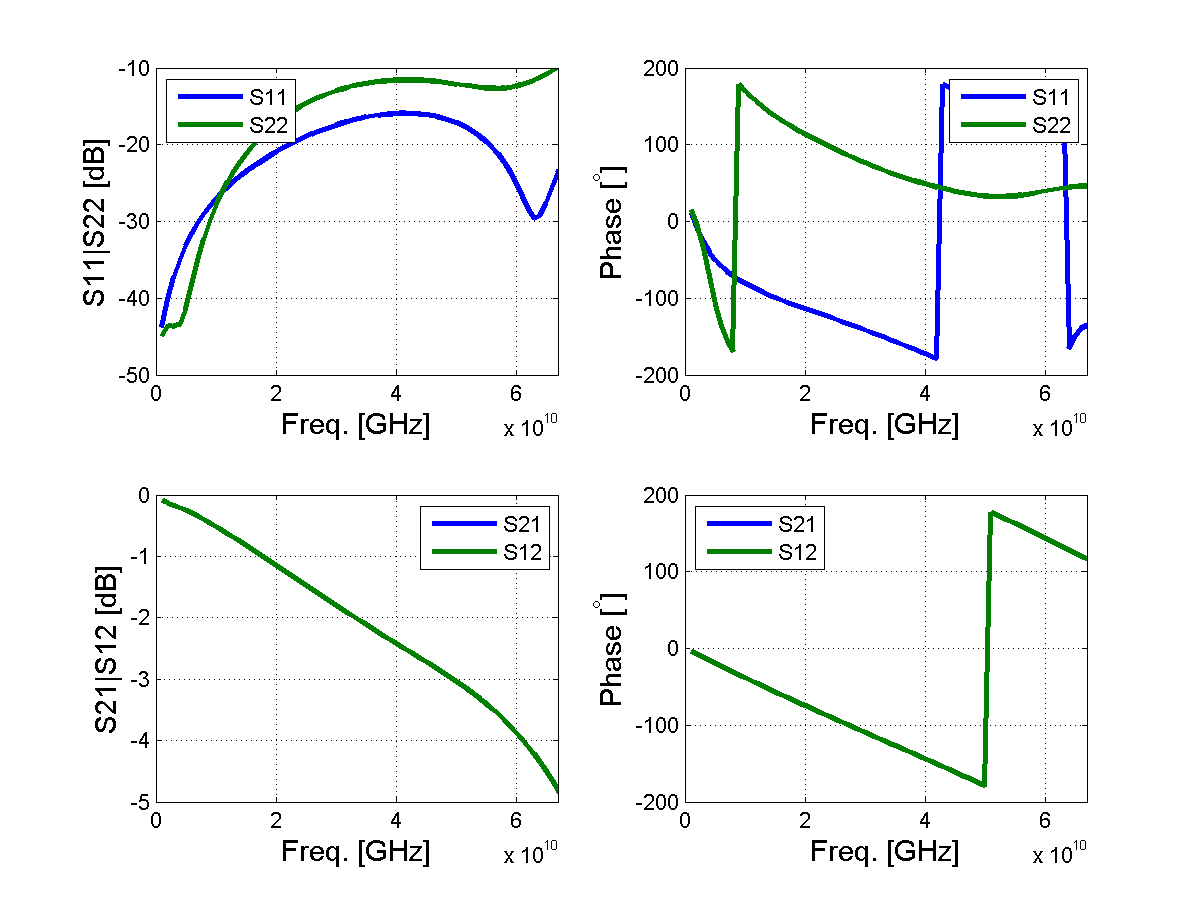 S11|S22 [dB]
-10
-20
-30
-40
-50
S11
S22
0 2 4 6
x 10^10
Freq. [GHz]
Phase [°]
200
100
0
-100
-200
S11
S22
0 2 4 6
x 10^10
Freq. [GHz]
S21|S12 [dB]
0
-1
-2
-3
-4
-5
S21
S12
0 2 4 6
x 10^10
Freq. [GHz]
Phase [°]
200
100
0
-100
-200
S21
S12
0 2 4 6
x 10^10
Freq. [GHz]